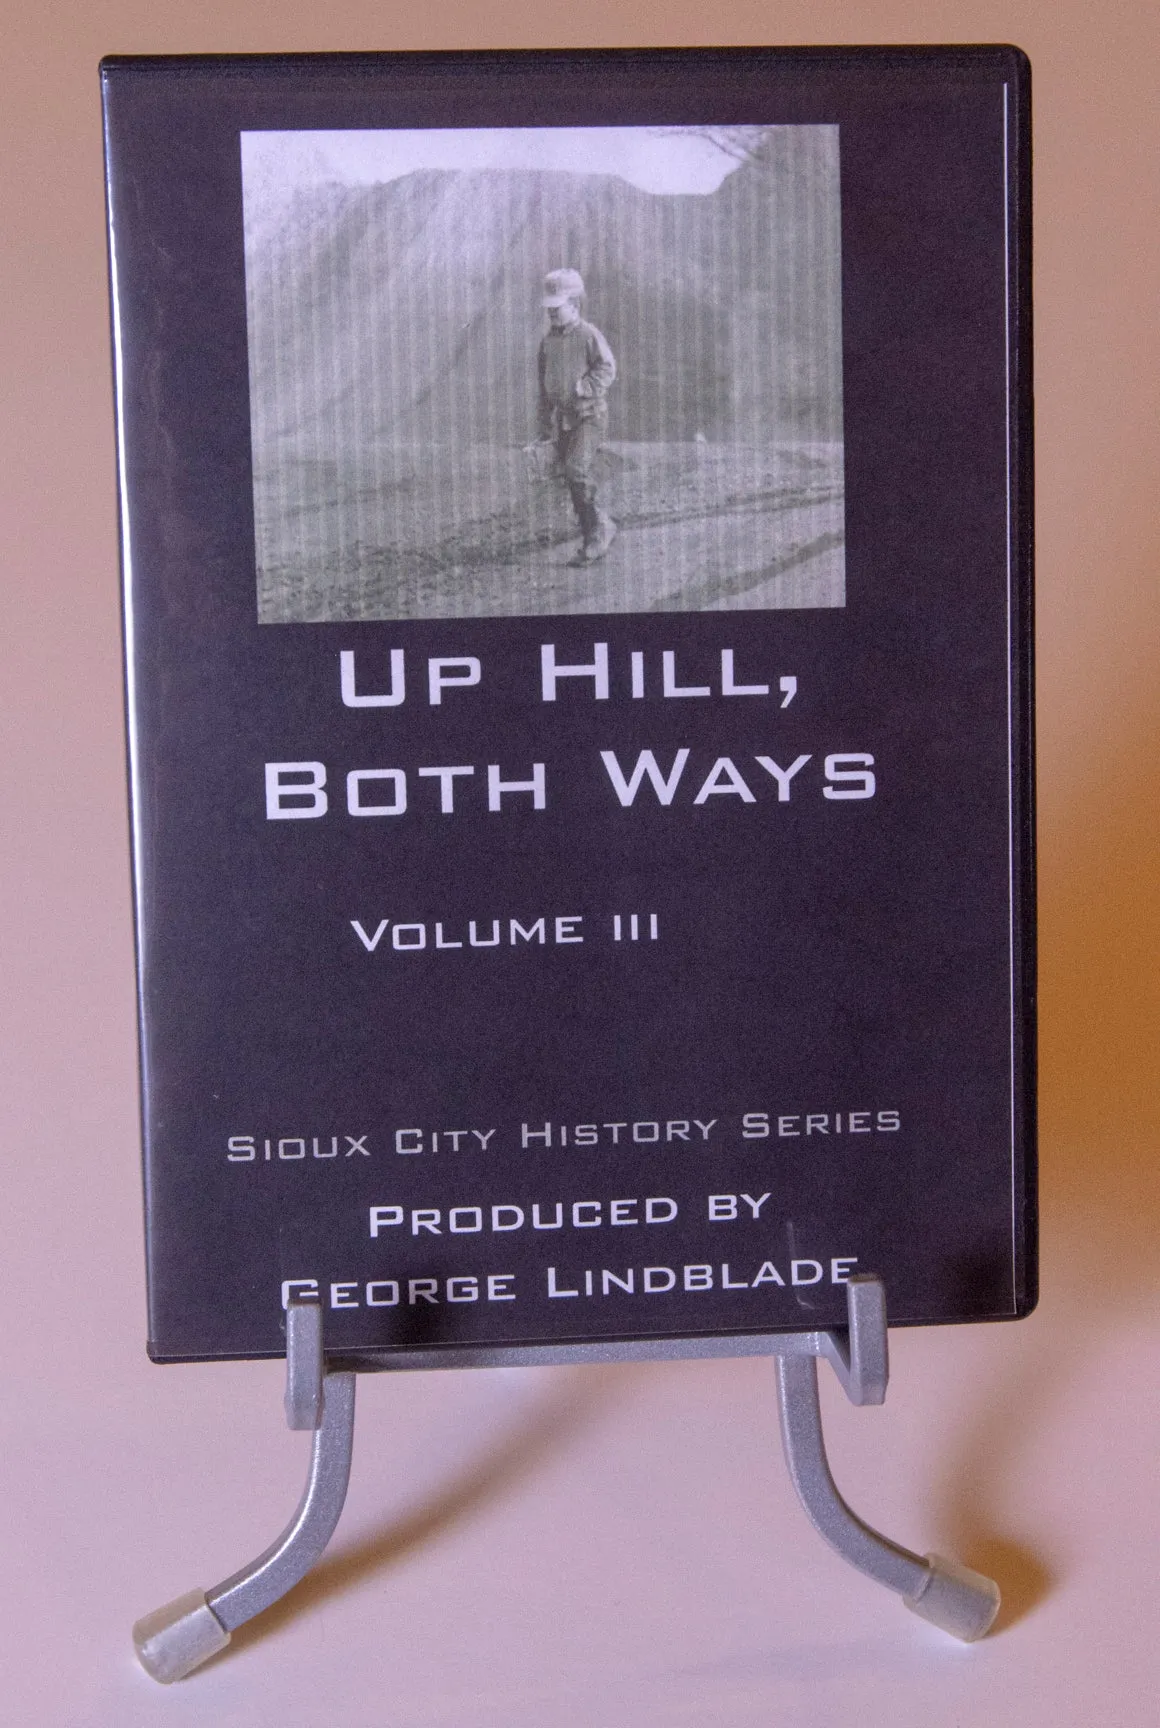 Up Hill,
Both Ways
Volume III
Sioux City History Series
Produced by
George Lindblade